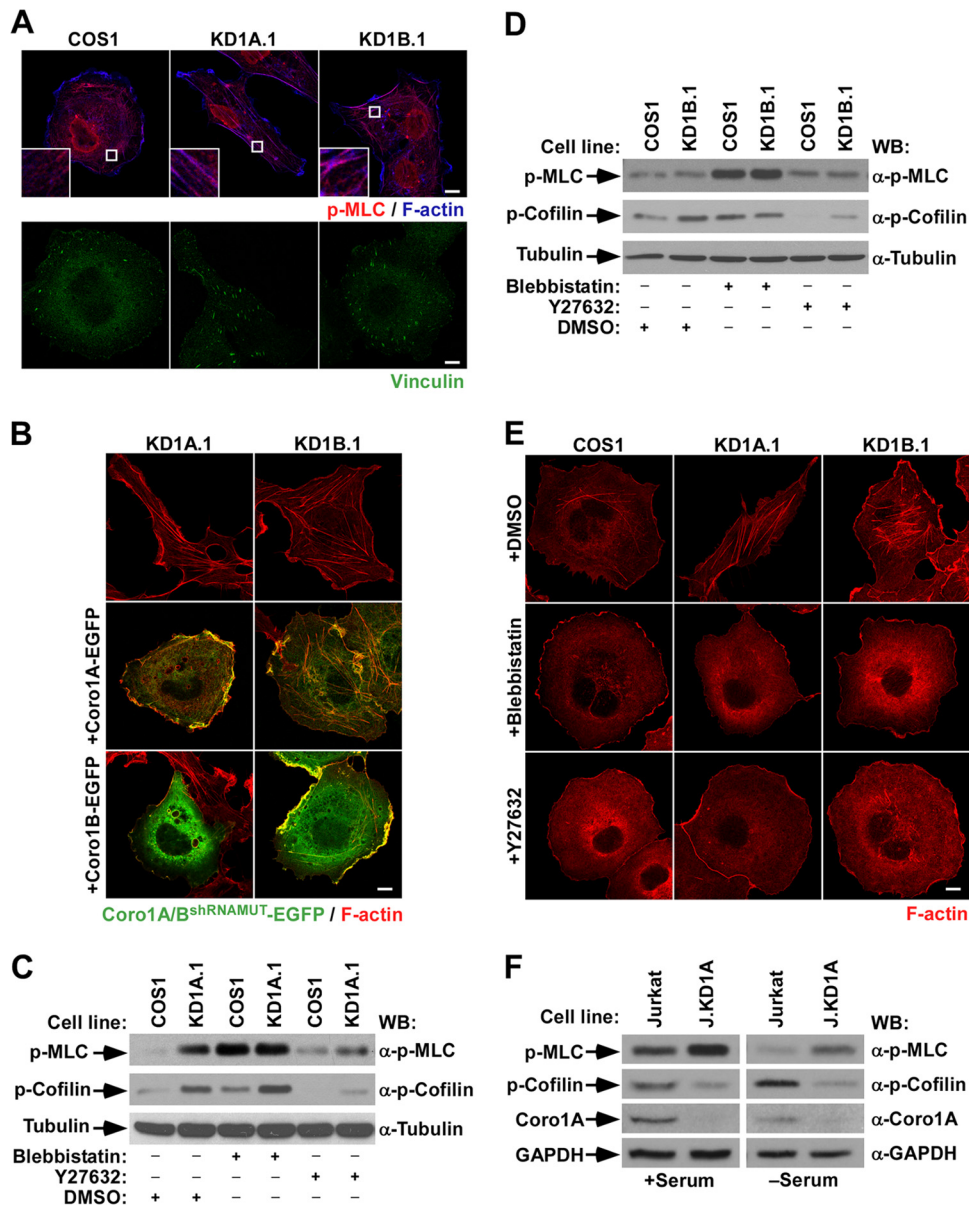 A
COS1 KD1A.1 KD1B.1
p-MLC / F-actin
Vinculin
B
KD1A.1 KD1B.1
+Coro1A-EGFP
+Coro1B-EGFP
Coro1A/BshRNAMUT-EGFP / F-actin
C
COS1 KD1A.1 COS1 KD1A.1 COS1 KD1A.1
Cell line: WB:
p-MLC α-p-MLC
p-Cofilin α-p-Cofilin
Tubulin α-Tubulin
Blebbistatin: – – + + – –
Y27632: – – – – + +
DMSO: + + – – – –
D
COS1 KD1B.1 COS1 KD1B.1 COS1 KD1B.1
Cell line: WB:
p-MLC α-p-MLC
p-Cofilin α-p-Cofilin
Tubulin α-Tubulin
Blebbistatin: – – + + – –
Y27632: – – – – + +
DMSO: + + – – – –
E
COS1 KD1A.1 KD1B.1
+DMSO
+Blebbistatin
+Y27632
F-actin
F
Jurkat J.KD1A Jurkat J.KD1A
Cell line: WB:
p-MLC α-p-MLC
p-Cofilin α-p-Cofilin
Coro1A α-Coro1A
GAPDH α-GAPDH
+Serum –Serum